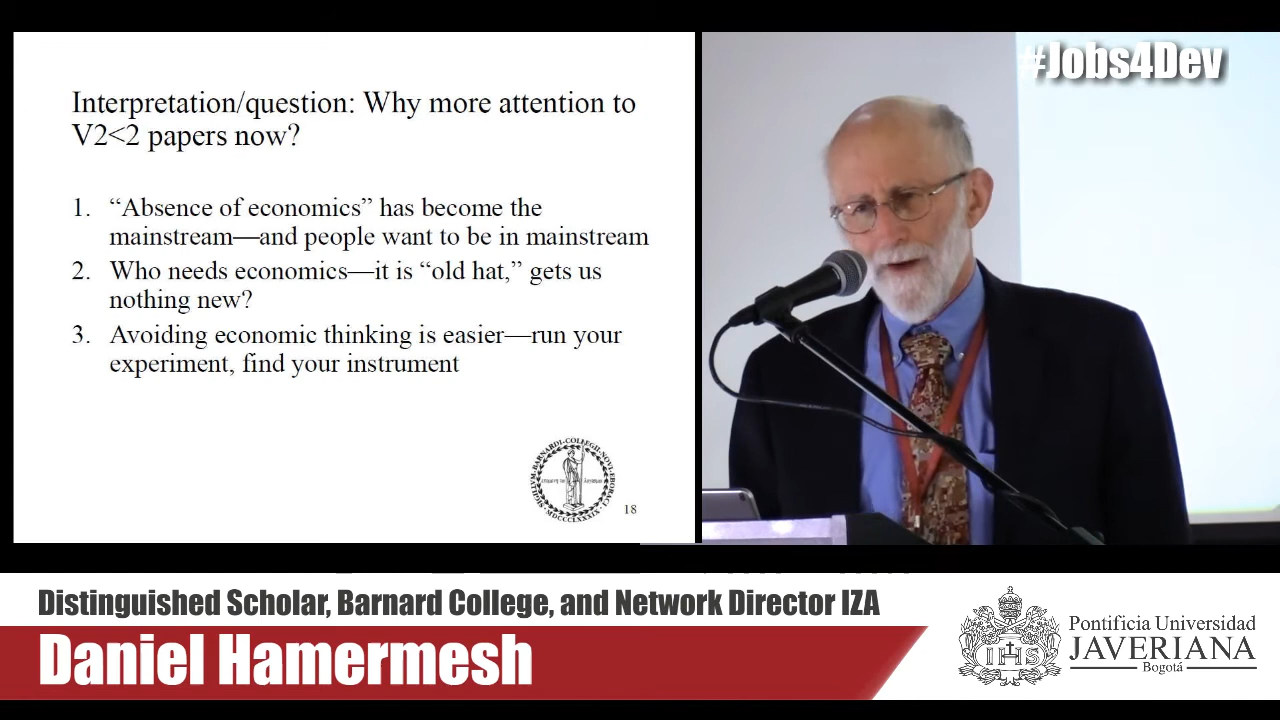 #Jobs4Dev
Interpretation/question: Why more attention to
V2<2 papers now?
1. “Absence of economics” has become the
mainstream—and people want to be in mainstream
2. Who needs economics—it is “old hat,” gets us
nothing new?
3. Avoiding economic thinking is easier—run your
experiment, find your instrument
18
Distinguished Scholar, Barnard College, and Network Director IZA
Daniel Hamermesh
IHS
Pontificia Universidad
JAVERIANA
Bogotá